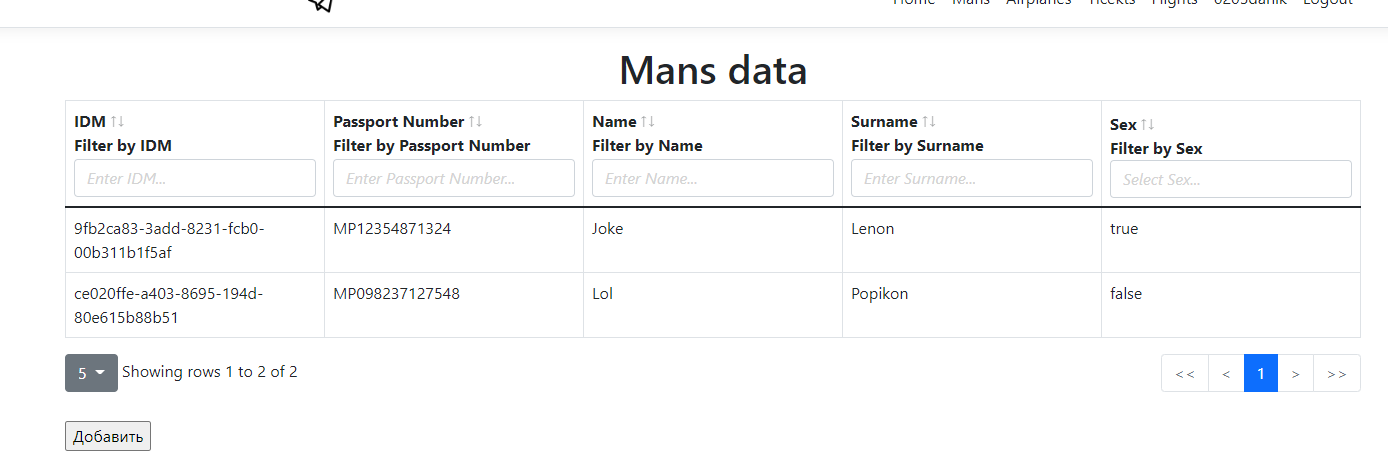 Home Mans Airplanes Ticekts Flights 0205danik Logout
Mans data
IDM ↑↓ Passport Number ↑↓ Name ↑↓ Surname ↑↓ Sex ↑↓
Filter by IDM Filter by Passport Number Filter by Name Filter by Surname Filter by Sex
Enter IDM... Enter Passport Number... Enter Name... Enter Surname... Select Sex...
9fb2ca83-3add-8231-fcb0- MP12354871324 Joke Lenon true
00b311b1f5af
ce020ffe-a403-8695-194d- MP098237127548 Lol Popikon false
80e615b88b51
5 Showing rows 1 to 2 of 2 << < 1 > >>
Добавить